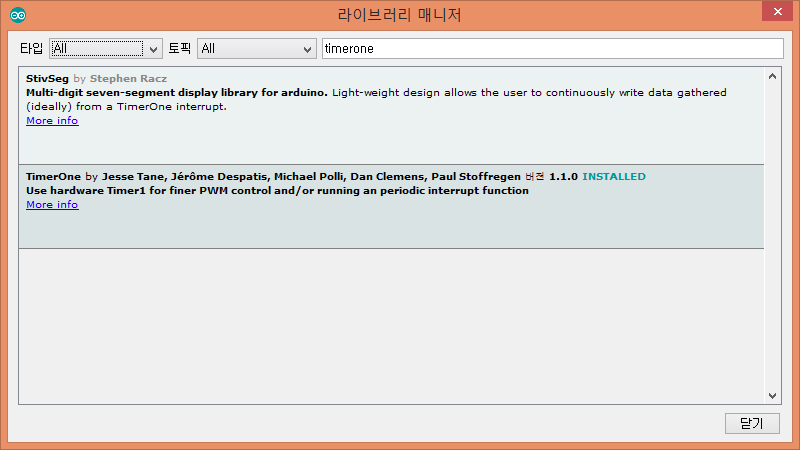 라이브러리 매니저
타입 All 토픽 All timerone
StivSeg by Stephen Racz
Multi-digit seven-segment display library for arduino. Light-weight design allows the user to continuously write data gathered
(ideally) from a TimerOne interrupt.
More info
TimerOne by Jesse Tane, Jérôme Despatis, Michael Polli, Dan Clemens, Paul Stoffregen 버전 1.1.0 INSTALLED
Use hardware Timer1 for finer PWM control and/or running an periodic interrupt function
More info
닫기